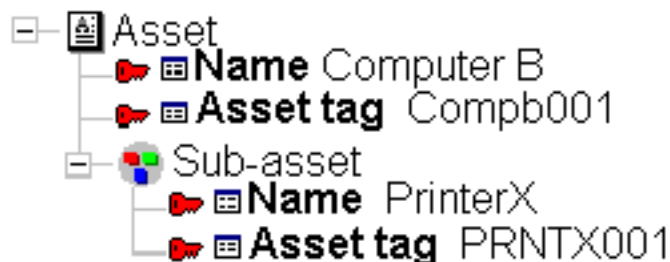 Asset
Name Computer B
Asset tag Compb001
Sub-asset
Name PrinterX
Asset tag PRNTX001